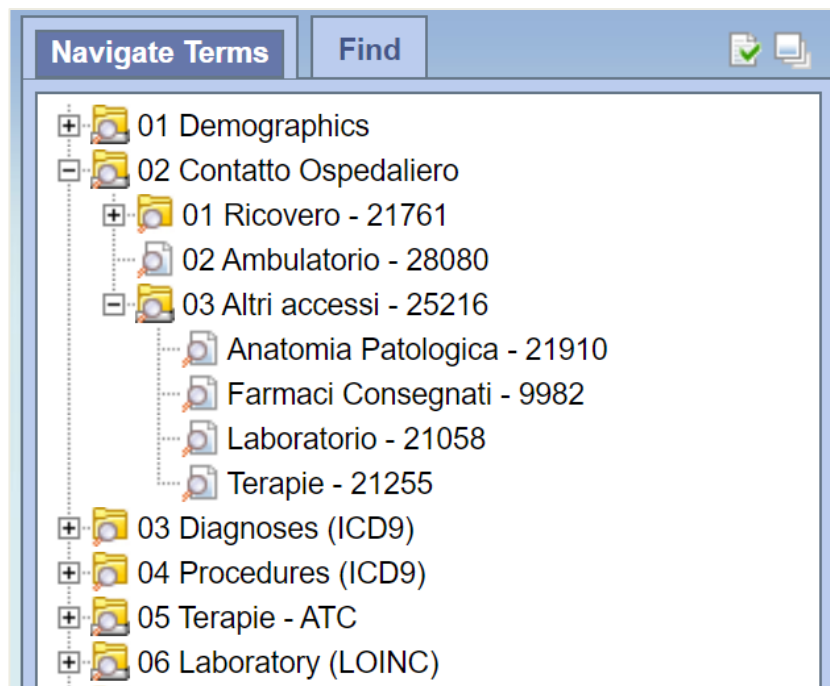 Navigate Terms Find
01 Demographics
02 Contatto Ospedaliero
01 Ricovero - 21761
02 Ambulatorio - 28080
03 Altri accessi - 25216
Anatomia Patologica - 21910
Farmaci Consegnati - 9982
Laboratorio - 21058
Terapie - 21255
03 Diagnoses (ICD9)
04 Procedures (ICD9)
05 Terapie - ATC
06 Laboratory (LOINC)